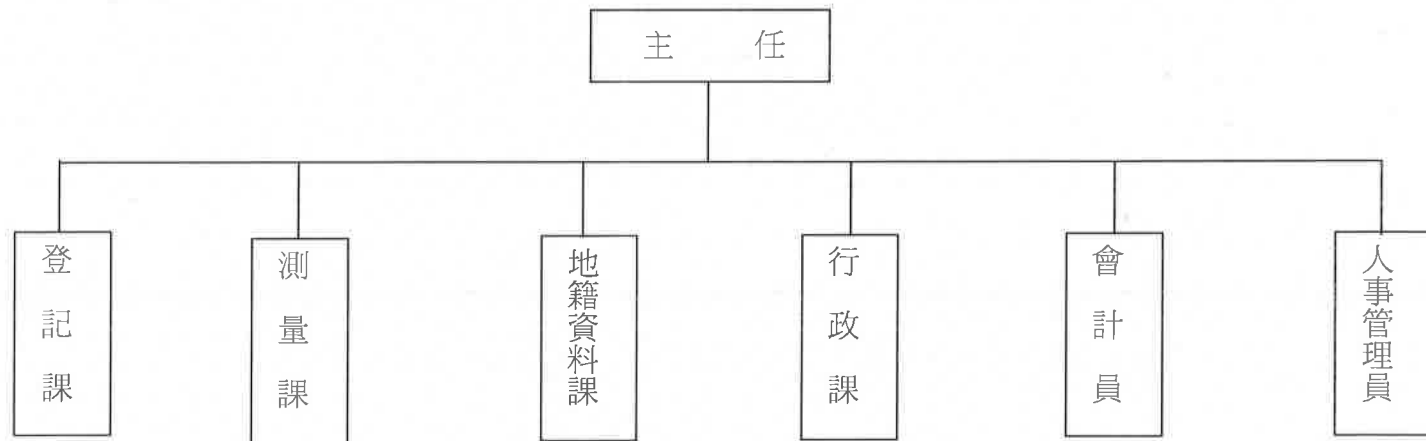 主任
登記課
測量課
地籍資料課
行政課
會計員
人事管理員